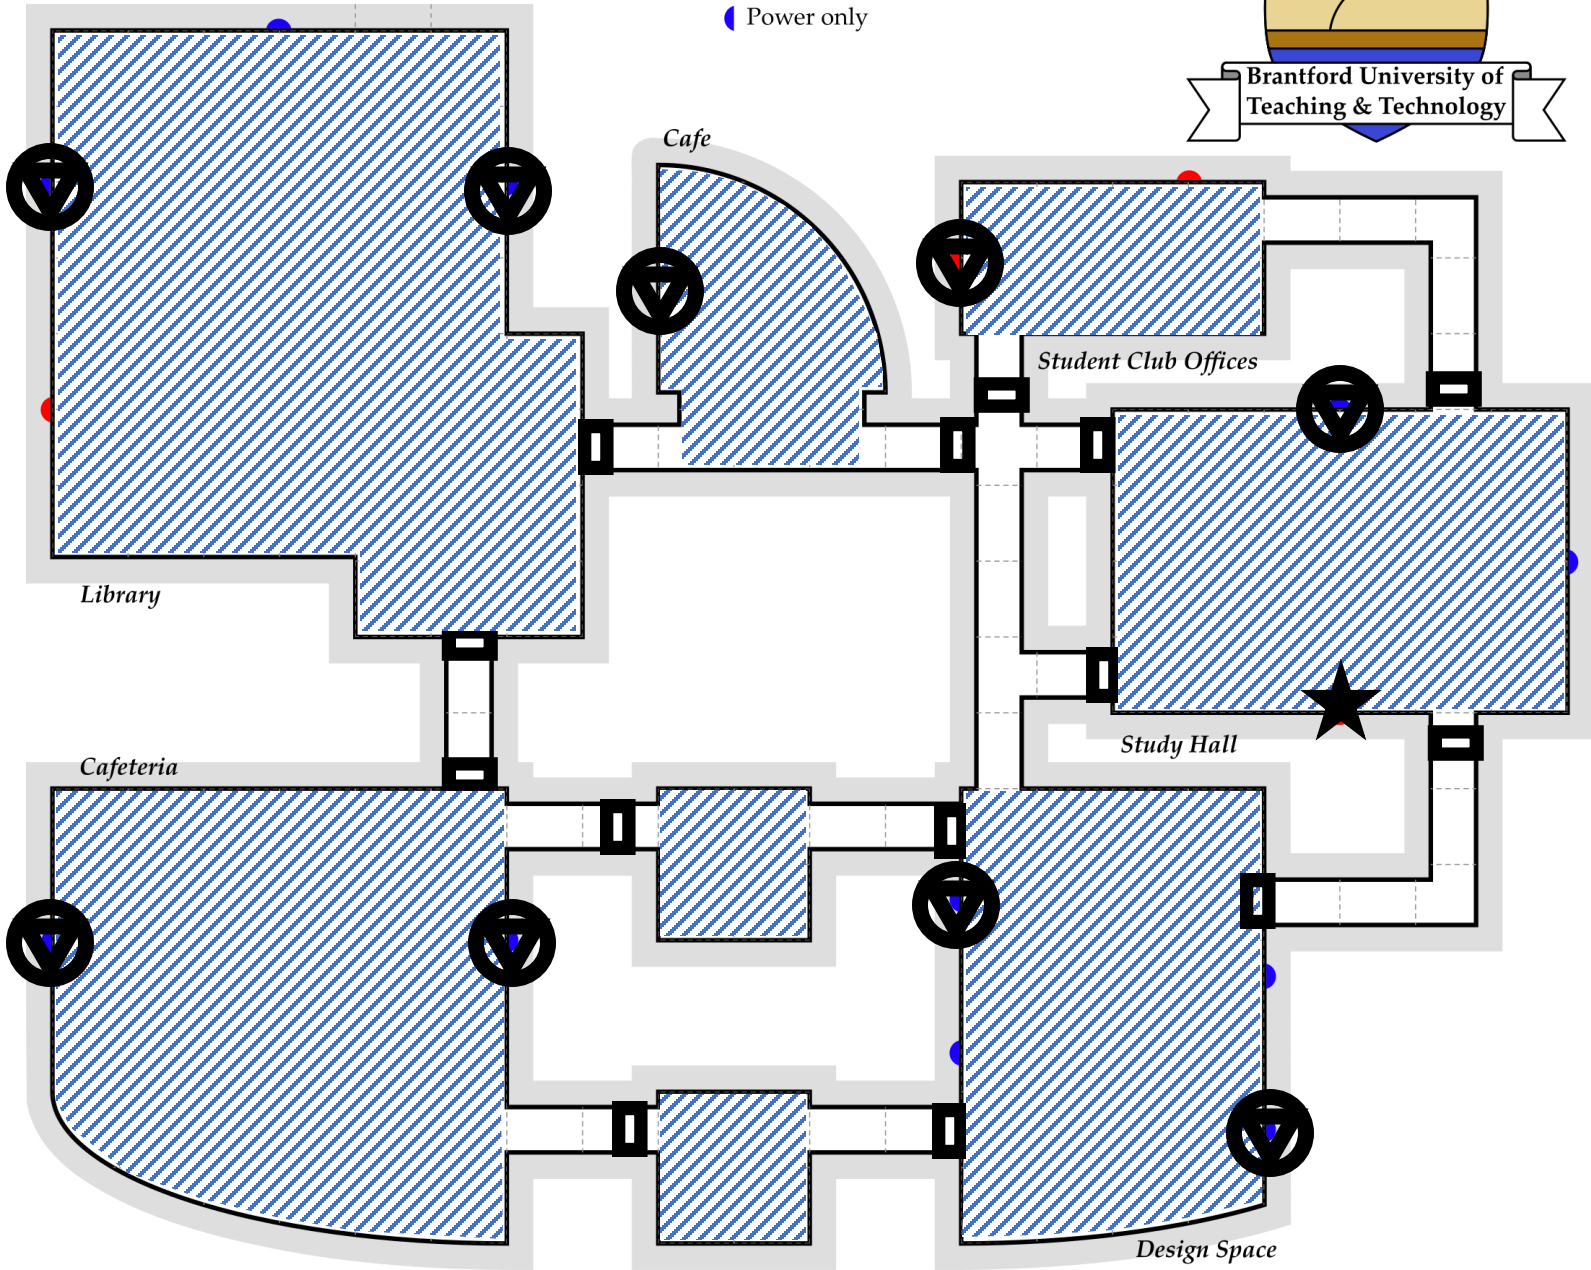 Power only
Brantford University of
Teaching & Technology
Cafe
Student Club Offices
Library
Study Hall
Cafeteria
Design Space